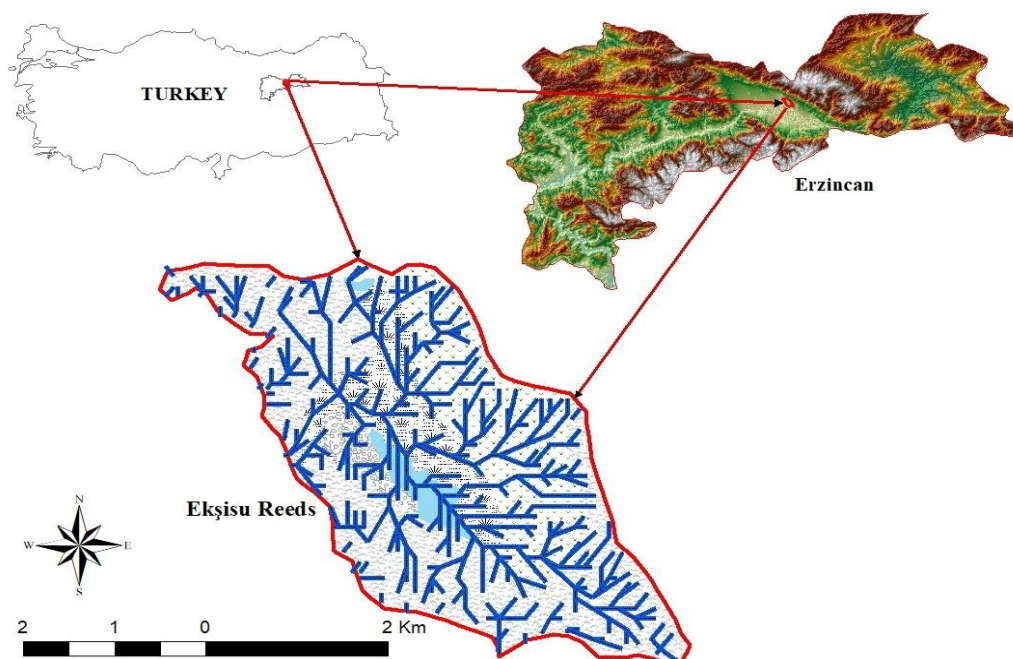 TURKEY
Erzincan
Ekşisu Reeds
N
W E
S
2 1 0 2 Km